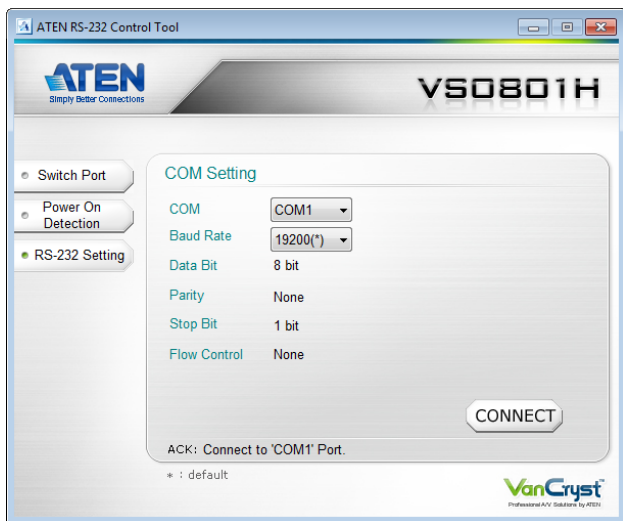 ATEN RS-232 Control Tool
ATEN
Simply Better Connections
VS0801H
Switch Port
Power On
Detection
RS-232 Setting
COM Setting
COM COM1
Baud Rate 19200(*)
Data Bit 8 bit
Parity None
Stop Bit 1 bit
Flow Control None
CONNECT
ACK: Connect to 'COM1' Port.
* : default
VanCryst™
Professional A/V Solutions by ATEN